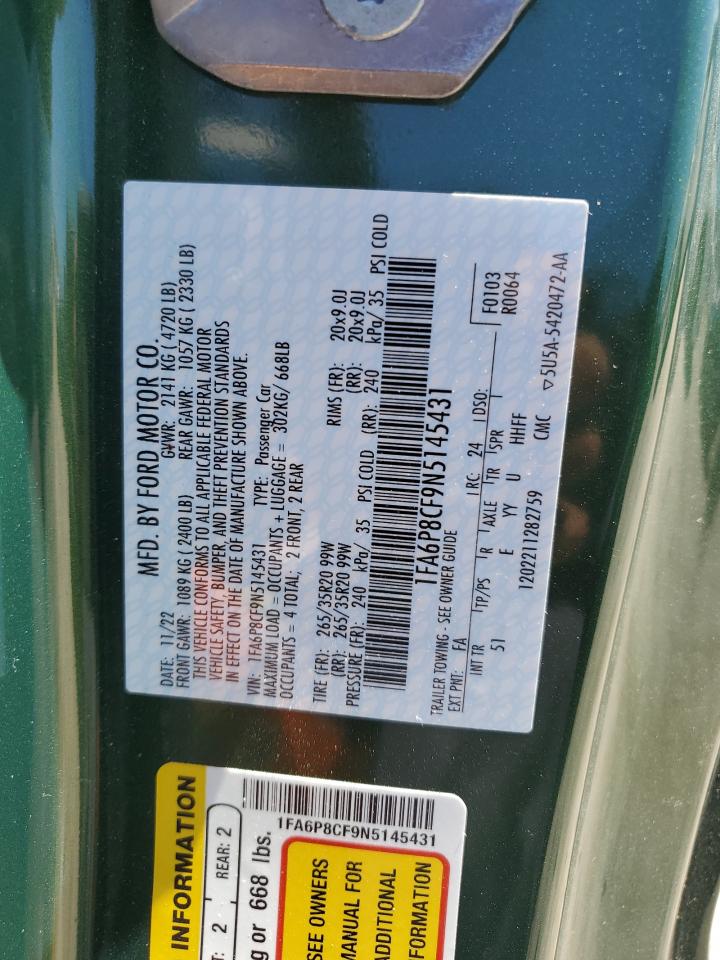 MFD. BY FORD MOTOR CO.
DATE: 11/22 GVWR: 2141 KG ( 4720 LB)
FRONT GAWR: 1089 KG ( 2400 LB) REAR GAWR: 1057 KG ( 2330 LB)
THIS VEHICLE CONFORMS TO ALL APPLICABLE FEDERAL MOTOR
VEHICLE SAFETY, BUMPER, AND THEFT PREVENTION STANDARDS
IN EFFECT ON THE DATE OF MANUFACTURE SHOWN ABOVE.
VIN: 1FA6P8CF9N5145431 TYPE: Passenger Car
MAXIMUM LOAD = OCCUPANTS + LUGGAGE = 302KG/ 668LB
OCCUPANTS = 4 TOTAL; 2 FRONT, 2 REAR
TIRE (FR): 265/35R20 99W RIMS (FR): 20x9.0J
(RR): 265/35R20 99W (RR): 20x9.0J
PRESSURE (FR): 240 kPa/ 35 PSI COLD (RR): 240 kPa/ 35 PSI COLD
1FA6P8CF9N5145431
TRAILER TOWING - SEE OWNER GUIDE
EXT PNT: FA RC: 24 DSO: F0103
INT TR TP/PS R AXLE TR SPR R0064
51 E YY U HHFF
1202211282759 CMC ▽5U5A-5420472-AA
INFORMATION
T: 2 REAR: 2
g or 668 lbs.
1FA6P8CF9N5145431
SEE OWNERS
MANUAL FOR
ADDITIONAL
FORMATION